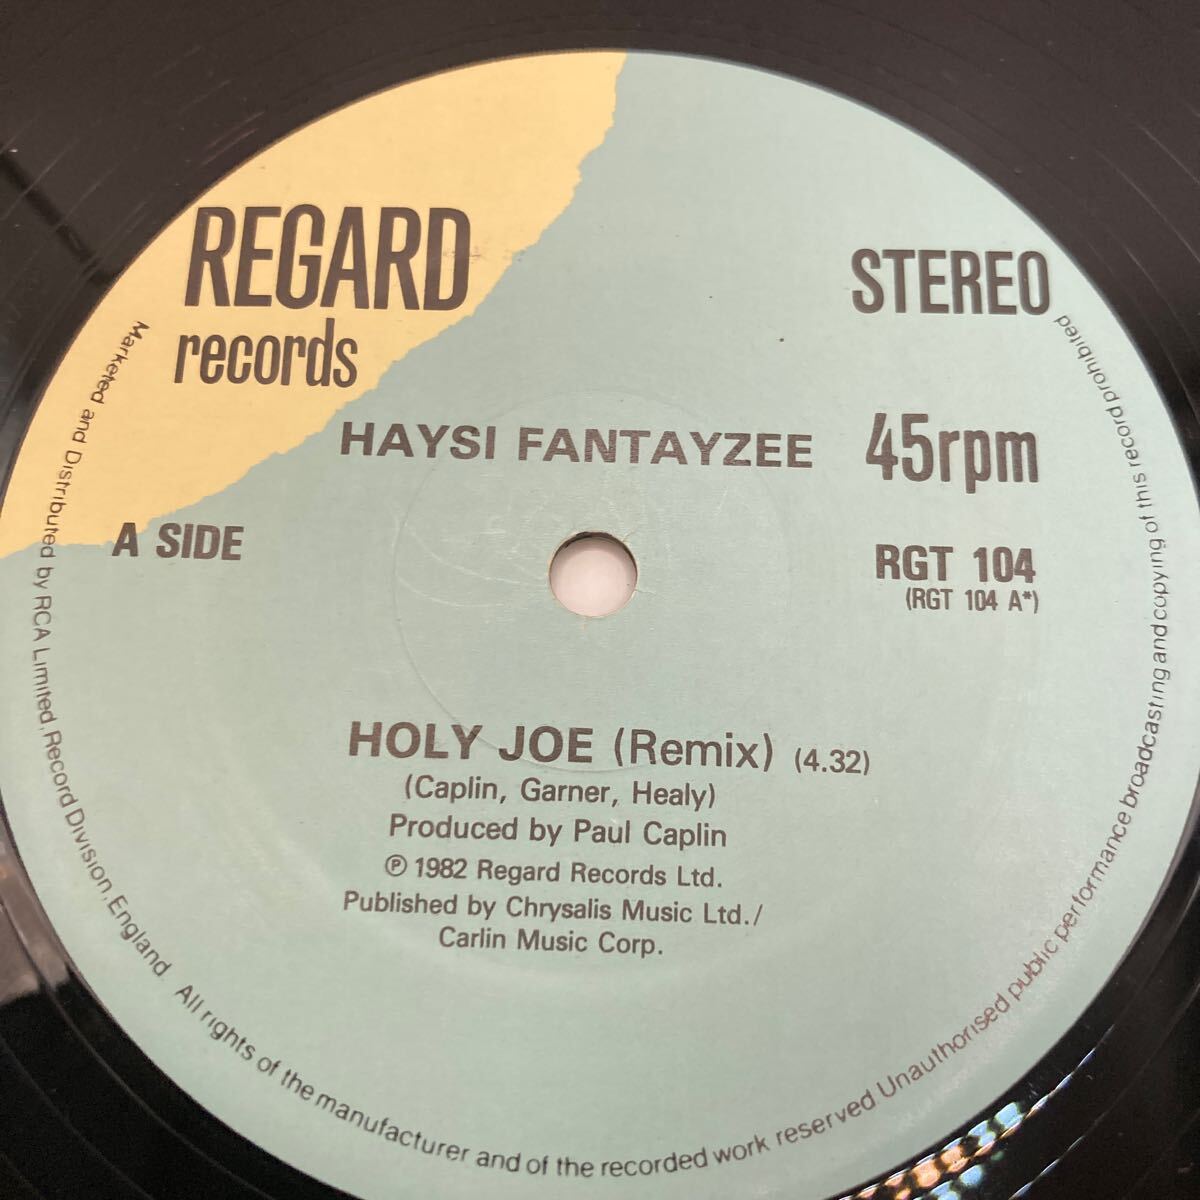 REGARD
records
STEREO
HAYSI FANTAYZEE
45rpm
A SIDE
RGT 104
(RGT 104 A*)
HOLY JOE (Remix) (4.32)
(Caplin, Garner, Healy)
Produced by Paul Caplin
℗ 1982 Regard Records Ltd.
Published by Chrysalis Music Ltd./
Carlin Music Corp.
Marketed and Distributed by RCA Limited, Record Division, England. All rights of the manufacturer and of the recorded work reserved Unauthorised public performance broadcasting and copying of this record prohibited